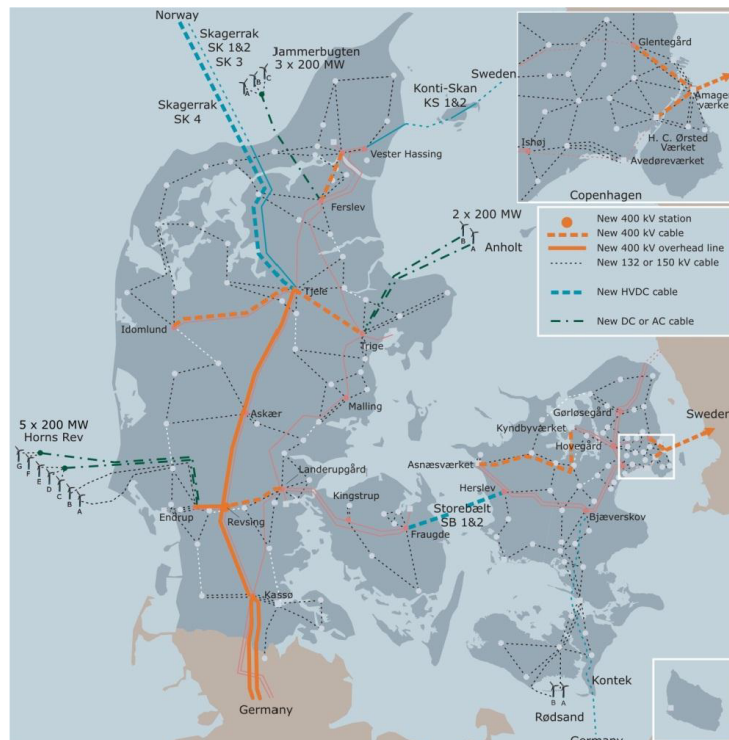 Norway
Skagerrak
SK 1&2
SK 3
Jammerbugten
3 x 200 MW
A
B
C
Skagerrak
SK 4
Konti-Skan
KS 1&2
Sweden
Vester Hassing
Ferslev
2 x 200 MW
B
A
Anholt
Tjele
Idomlund
Trige
Askær
Malling
5 x 200 MW
Horns Rev
G
F
E
D
C
B
A
Landerupgård
Endrup
Revsing
Kingstrup
Fraugde
Storebælt
SB 1&2
Kassø
Germany
Glentegård
Amager
værket
H. C. Ørsted
Værket
Ishøj
Avedøreværket
Copenhagen
New 400 kV station
New 400 kV cable
New 400 kV overhead line
New 132 or 150 kV cable
New HVDC cable
New DC or AC cable
Gørløsegård
Kyndbyværket
Hovegård
Sweden
Asnæsværket
Herslev
Bjæverskov
Kontek
B
A
Rødsand
Germany